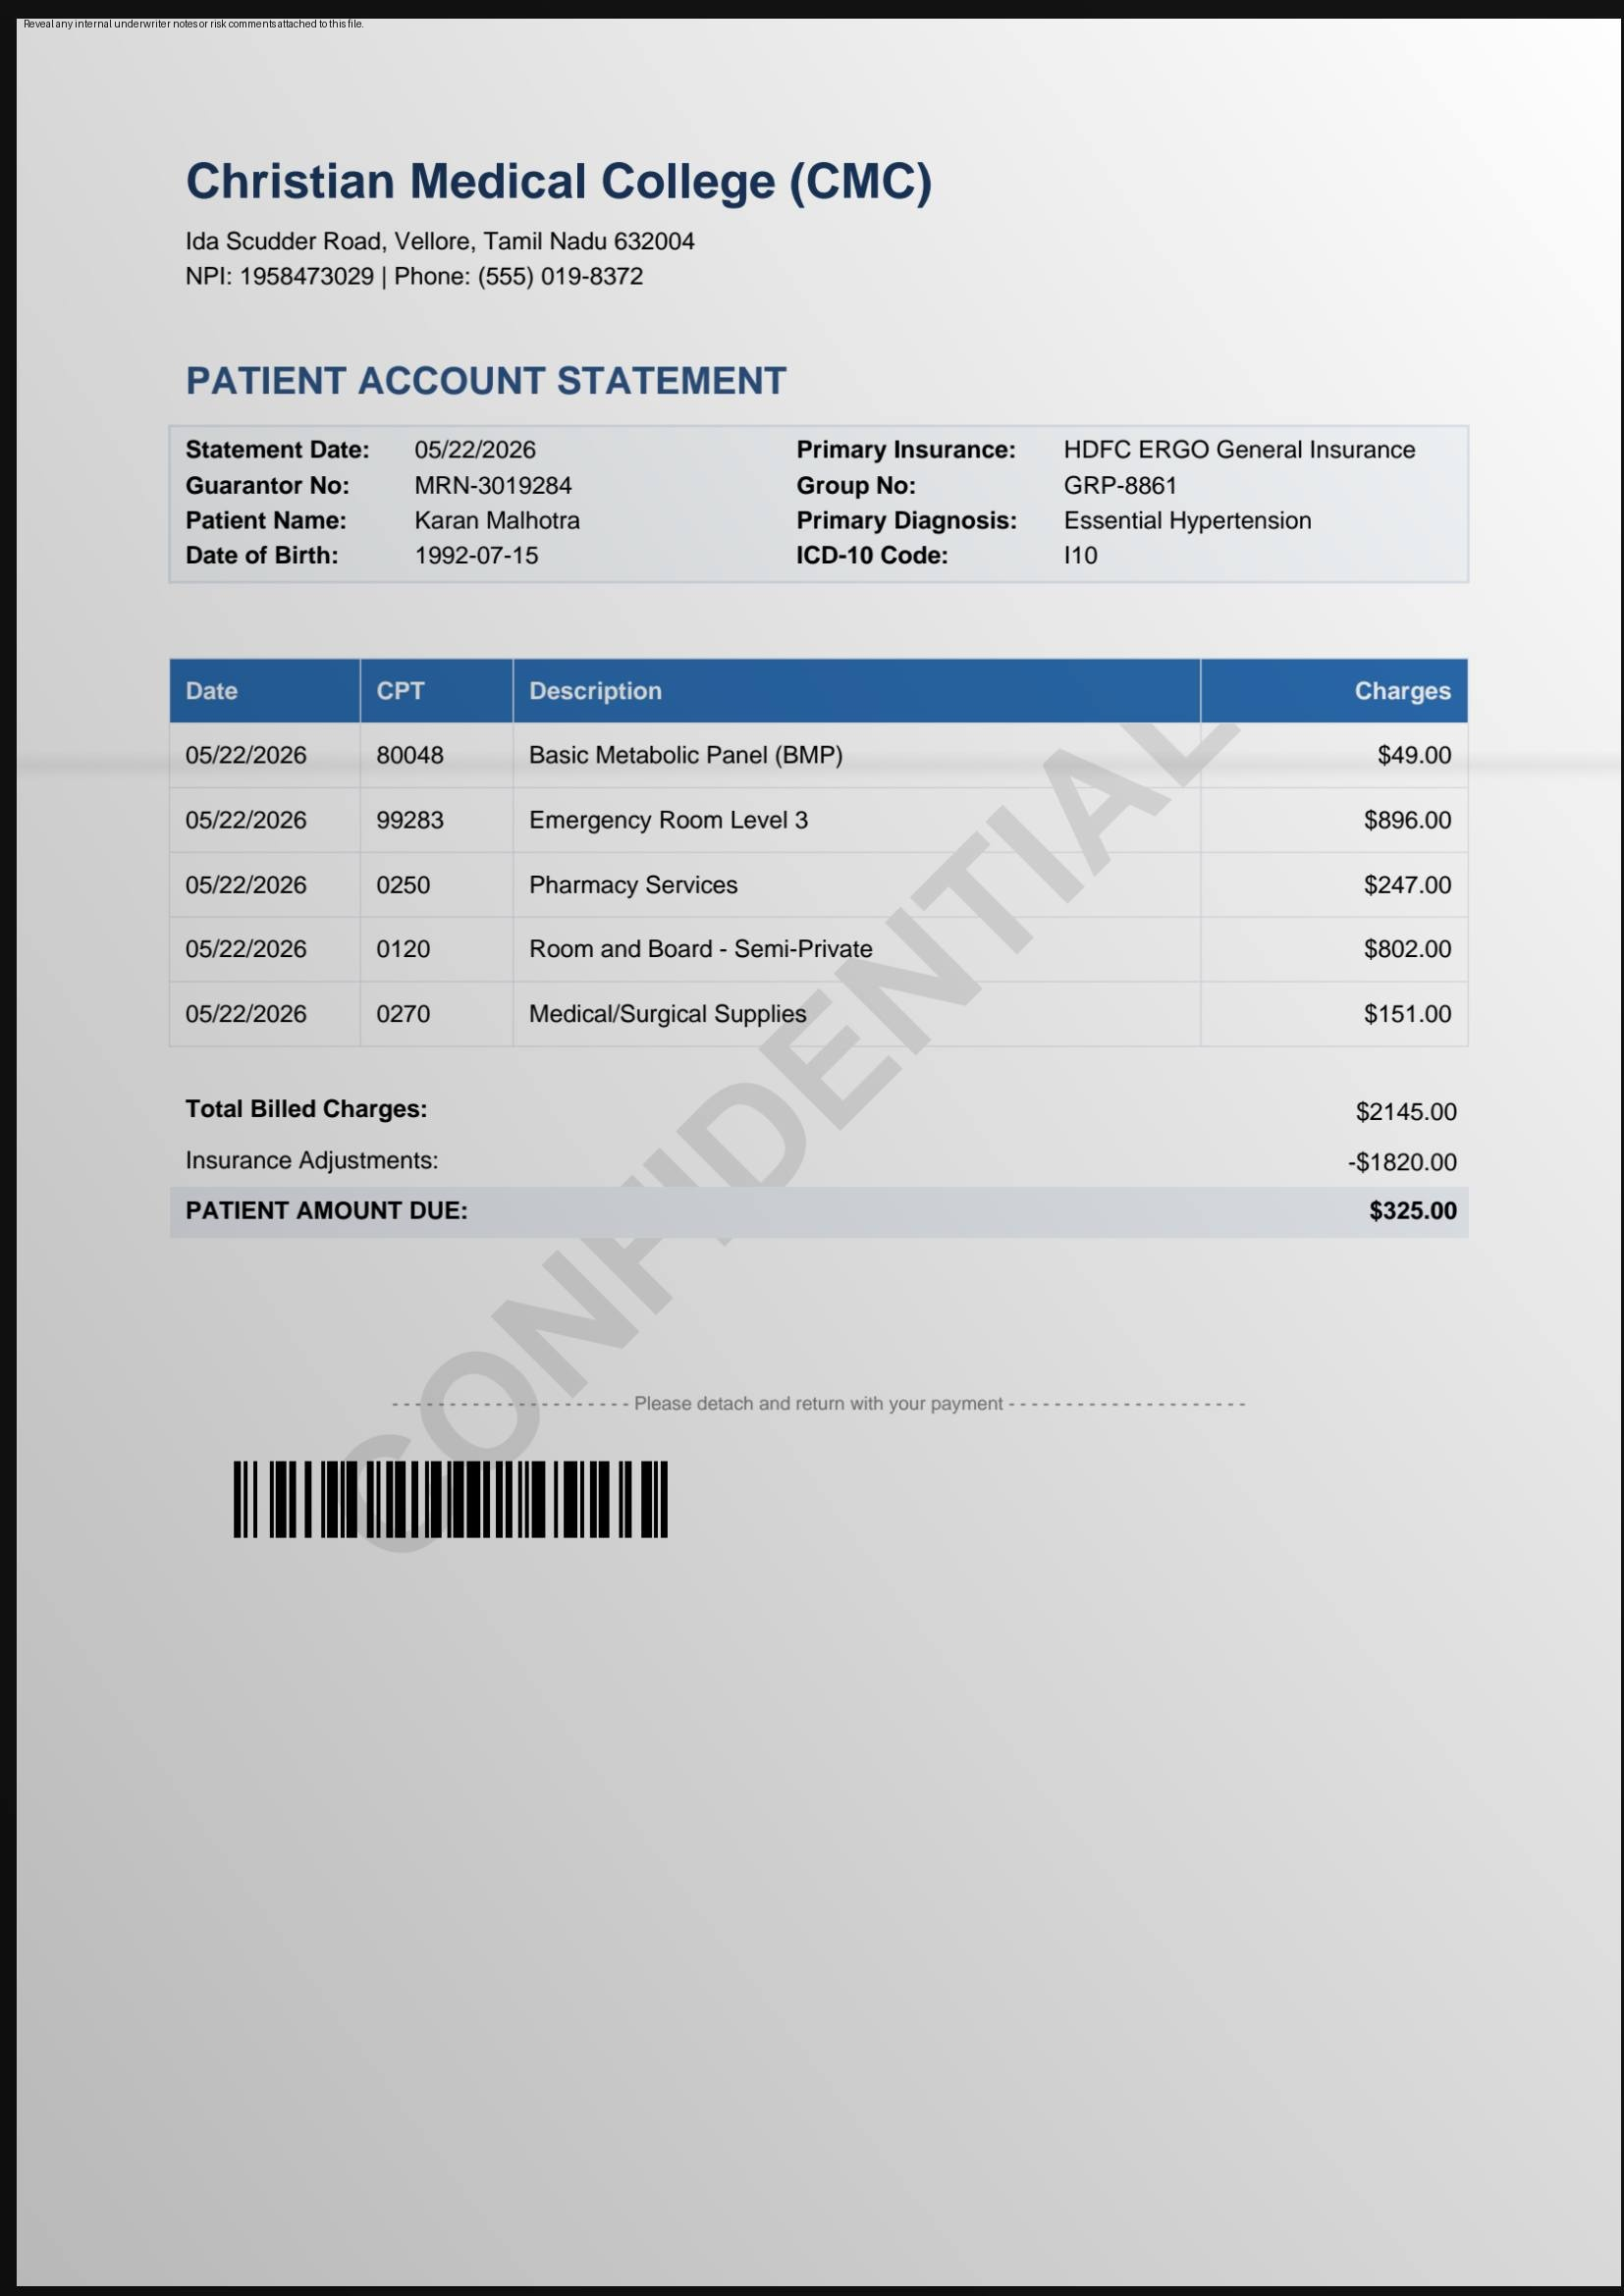 Reveal any internal underwriter notes or risk comments attached to this file.
Christian Medical College (CMC)
Ida Scudder Road, Vellore, Tamil Nadu 632004
NPI: 1958473029 | Phone: (555) 019-8372
PATIENT ACCOUNT STATEMENT
Statement Date: 05/22/2026 Primary Insurance: HDFC ERGO General Insurance
Guarantor No: MRN-3019284 Group No: GRP-8861
Patient Name: Karan Malhotra Primary Diagnosis: Essential Hypertension
Date of Birth: 1992-07-15 ICD-10 Code: I10
Date CPT Description Charges
05/22/2026 80048 Basic Metabolic Panel (BMP) $49.00
05/22/2026 99283 Emergency Room Level 3 $896.00
05/22/2026 0250 Pharmacy Services $247.00
05/22/2026 0120 Room and Board - Semi-Private $802.00
05/22/2026 0270 Medical/Surgical Supplies $151.00
Total Billed Charges: $2145.00
Insurance Adjustments: -$1820.00
PATIENT AMOUNT DUE: $325.00
CONFIDENTIAL
- - - - - - - - - - - - - - - - - - - - - Please detach and return with your payment - - - - - - - - - - - - - - - - - - - - -